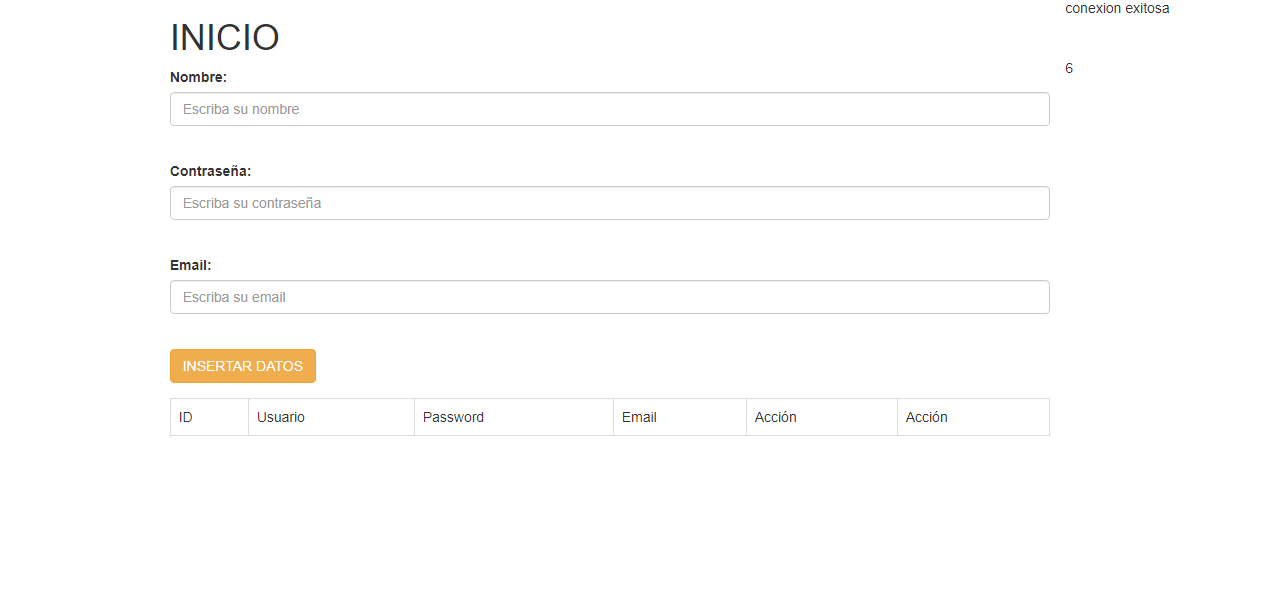 INICIO
Nombre:
Escriba su nombre
Contraseña:
Escriba su contraseña
Email:
Escriba su email
INSERTAR DATOS
ID Usuario Password Email Acción Acción
conexion exitosa
6